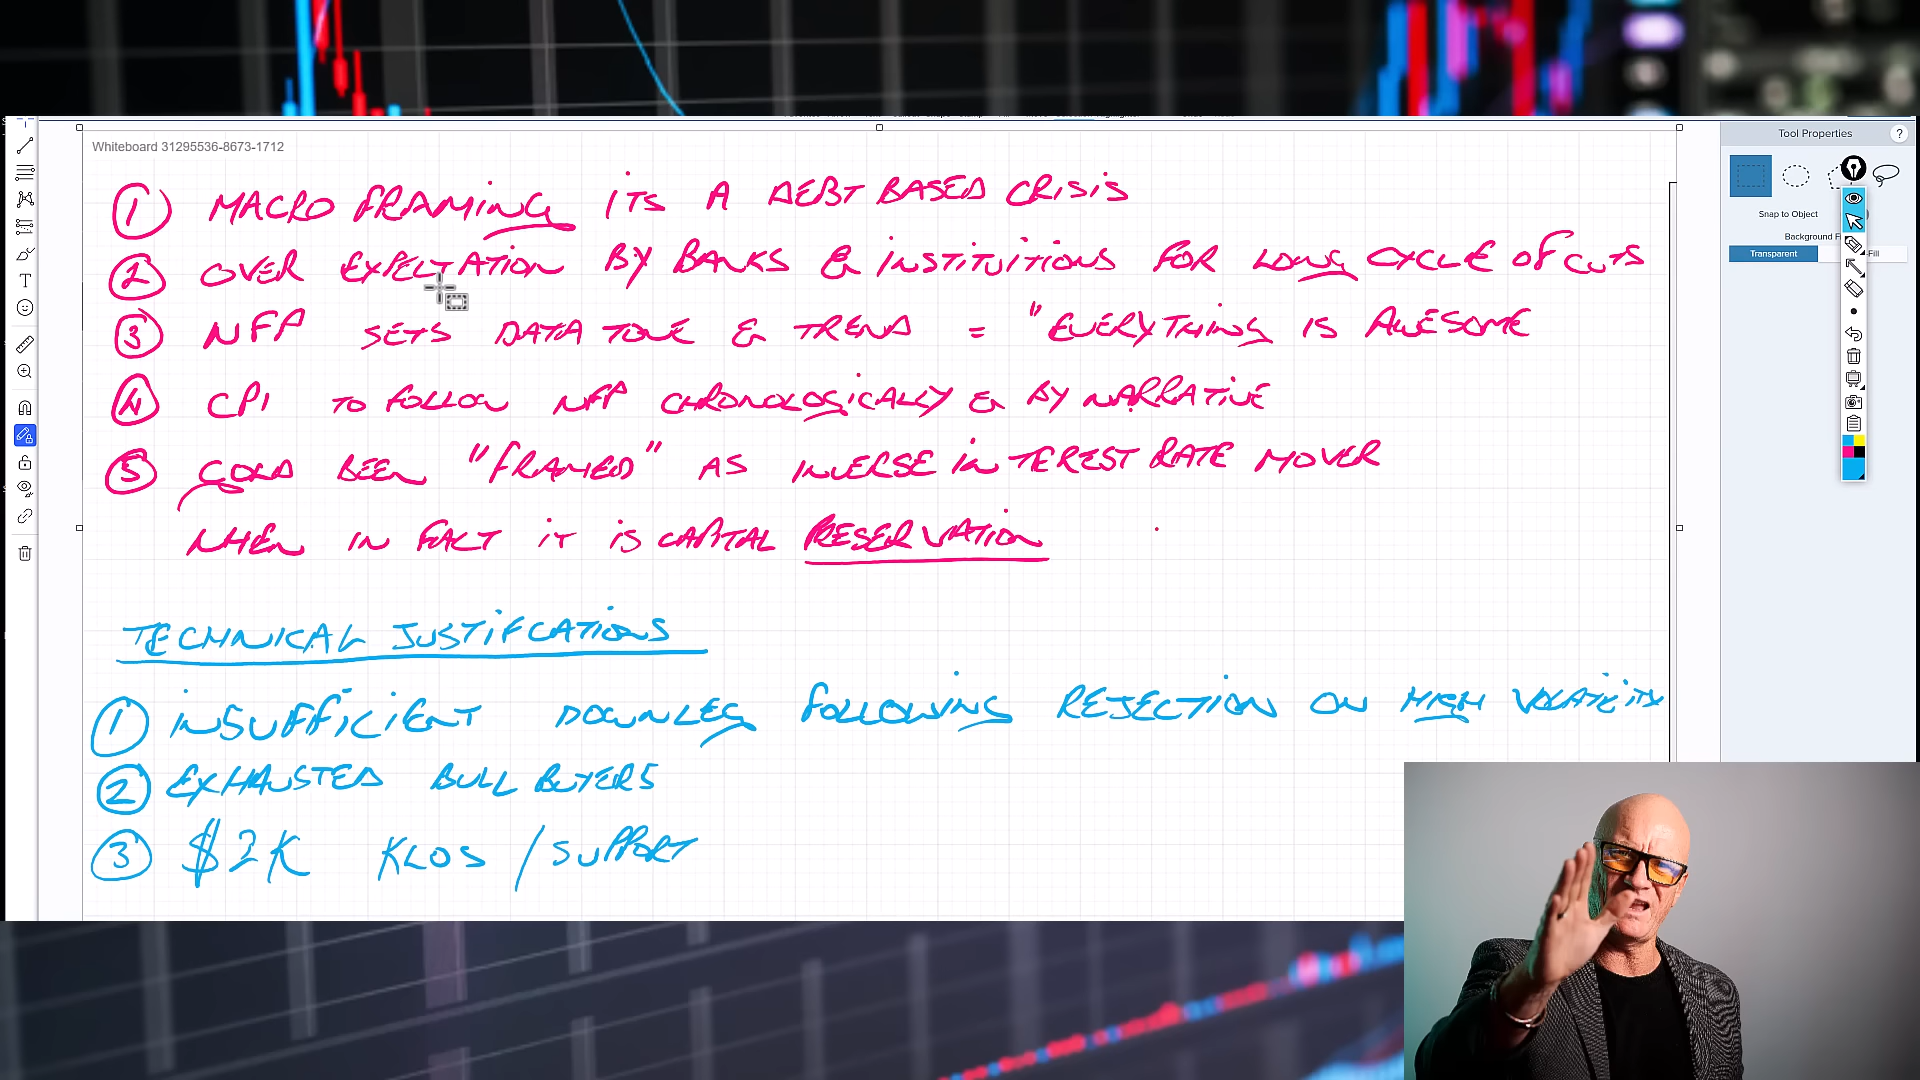 Whiteboard 31295536-8673-1712
Tool Properties
?
① MACRO FRAMING ITS A DEBT BASED CRISIS
② OVER EXPECTATION BY BANKS & INSTITUITIONS FOR LONG CYCLE OF CUTS
③ NFP SETS DATA TONE & TREND = "EVERYTHING IS AWESOME
④ CPI TO FOLLOW NFP CHRONOLOGICALLY & BY NARRATIVE
⑤ GOLD BEEN "FRAMED" AS INVERSE INTEREST RATE MOVER
WHEN IN FACT IT IS CAPITAL PRESERVATION
TECHNICAL JUSTIFCATIONS
① INSUFFICIENT DOWNLEG FOLLOWING REJECTION ON HIGH VOLATILITY
② EXHAUSTED BULL BUYERS
③ $2K KLOS / SUPPORT
Snap to Object
Background F
Transparent
Fill